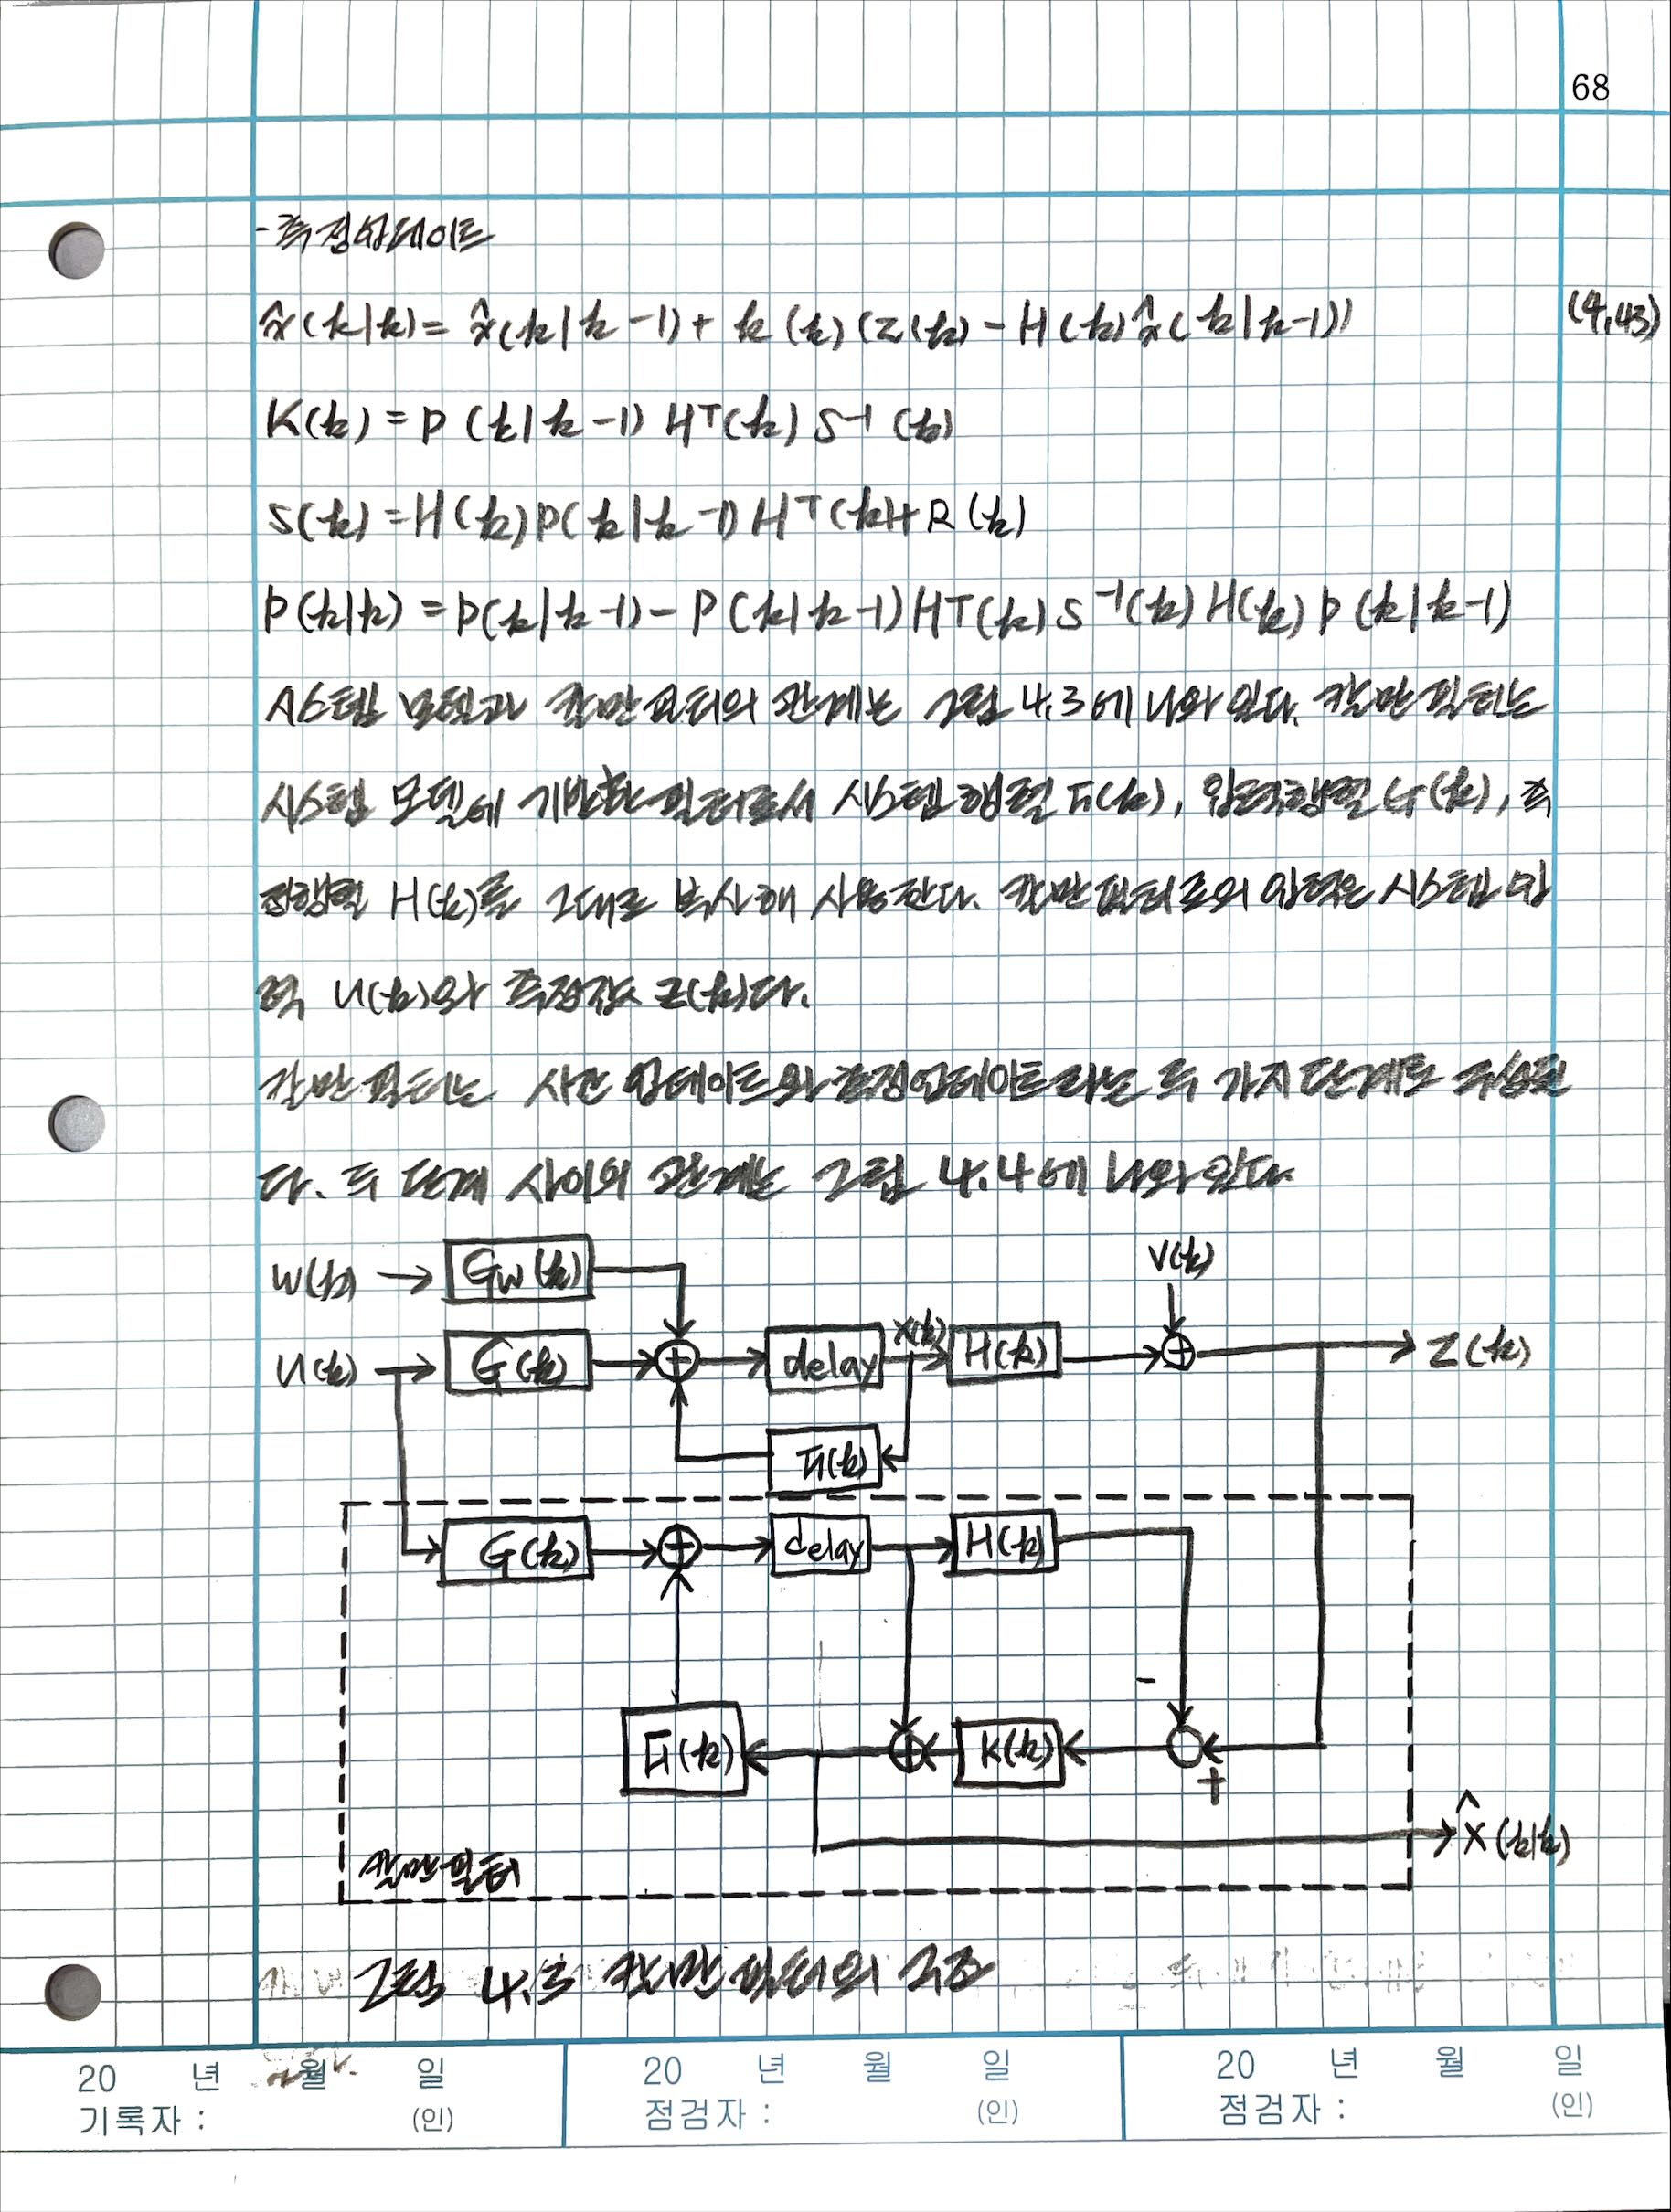 68
- 측정업데이트
x̂(k|k) = x̂(k|k-1) + k(k)(z(k) - H(k)x̂(k|k-1)) (4.43)
K(k) = P(k|k-1) Hᵀ(k) S⁻¹(k)
S(k) = H(k)P(k|k-1)Hᵀ(k)+R(k)
P(k|k) = P(k|k-1) - P(k|k-1)Hᵀ(k)S⁻¹(k)H(k)P(k|k-1)
시스템 모델과 칼만필터의 관계는 그림 4.3에 나와 있다. 칼만 필터는
시스템 모델에 기반한 필터로서 시스템 행렬 F(k), 입력행렬 G(k), 측
정행렬 H(k)를 그대로 복사해 사용한다. 칼만필터로의 입력은 시스템 입
력 u(k)와 측정값 z(k)다.
칼만 필터는 시간 업데이트와 측정업데이트라는 두 가지 단계로 구성된
다. 두 단계 사이의 관계는 그림 4.4에 나와 있다.
w(k) Gw(k) v(k)
u(k) G(k) + delay x(k) H(k) + z(k)
F(k)
G(k) + delay H(k)
-
F(k) + K(k)
+
x̂(k|k)
칼만필터
그림 4.3 칼만 필터의 구조
20 년 월 일 20 년 월 일 20 년 월 일
기록자 : (인) 점검자 : (인) 점검자 : (인)